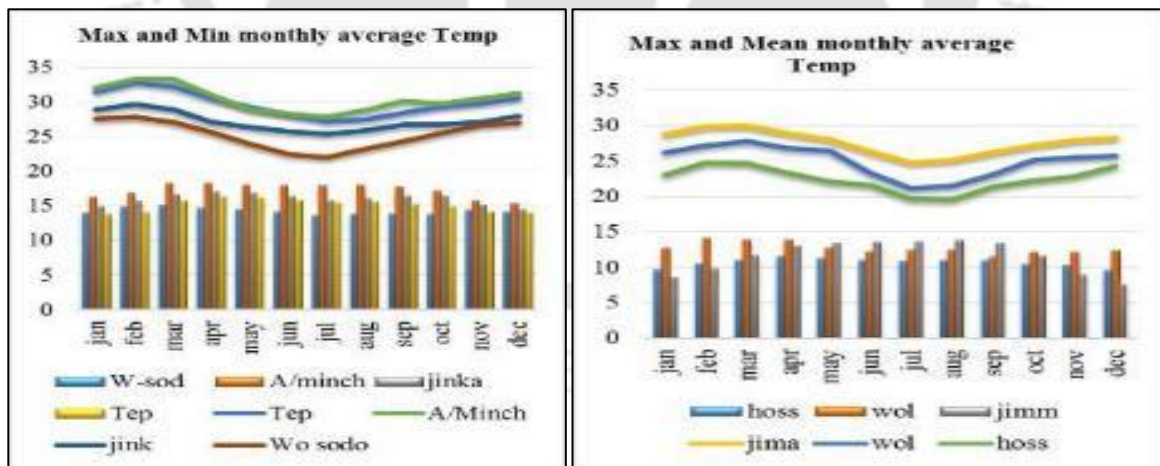 Max and Min monthly average Temp
35
30
25
20
15
10
5
0
jan feb mar apr may jun jul aug sep oct nov dec
W-sod A/minch jinka
Tep Tep A/Minch
jink Wo sodo
Max and Mean monthly average
Temp
35
30
25
20
15
10
5
0
jan feb mar apr may jun jul aug sep oct nov dec
hoss wol jimm
jima wol hoss